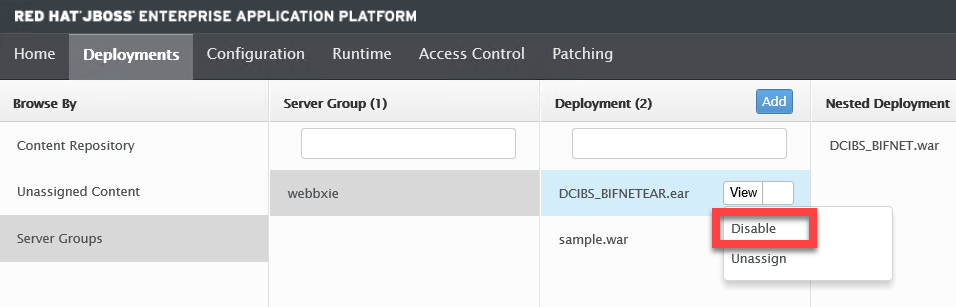 RED HAT® JBOSS® ENTERPRISE APPLICATION PLATFORM
Home Deployments Configuration Runtime Access Control Patching
Browse By Server Group (1) Deployment (2) Add Nested Deployment
Content Repository DCIBS_BIFNET.war
Unassigned Content webbxie DCIBS_BIFNETEAR.ear View
Disable
Server Groups sample.war
Unassign